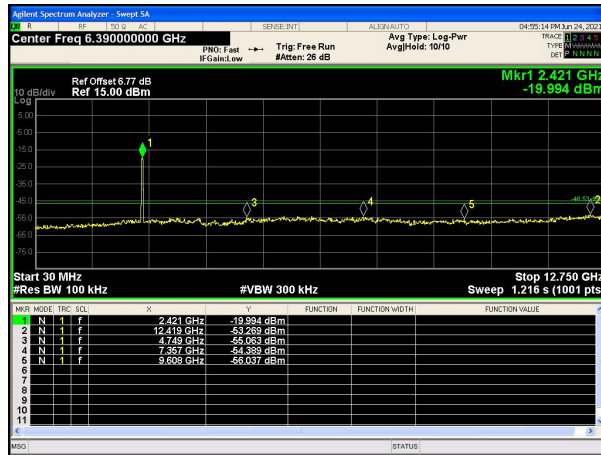 Agilent Spectrum Analyzer - Swept SA
R RF 50 Ω AC SENSE:INT ALIGN AUTO 04:55:14 PM Jun 24, 2021
Center Freq 6.390000000 GHz
PNO: Fast
IFGain:Low
Trig: Free Run
#Atten: 26 dB
Avg Type: Log-Pwr
Avg|Hold: 10/10
TRACE 1 2 3 4 5
TYPE M
DET P N N N N
Ref Offset 6.77 dB
10 dB/div Ref 15.00 dBm
Log
Mkr1 2.421 GHz
-19.994 dBm
5.00
-5.00
-15.0
-25.0
-35.0
-45.0
-55.0
-65.0
-75.0
1
3
4
5
2
Start 30 MHz Stop 12.750 GHz
#Res BW 100 kHz #VBW 300 kHz Sweep 1.216 s (1001 pts
MKR MODE TRC SCL X Y FUNCTION FUNCTION WIDTH FUNCTION VALUE
1 N 1 f 2.421 GHz -19.994 dBm
2 N 1 f 12.419 GHz -53.269 dBm
3 N 1 f 4.749 GHz -55.063 dBm
4 N 1 f 7.357 GHz -54.389 dBm
5 N 1 f 9.608 GHz -56.037 dBm
6
7
8
9
10
11
MSG STATUS